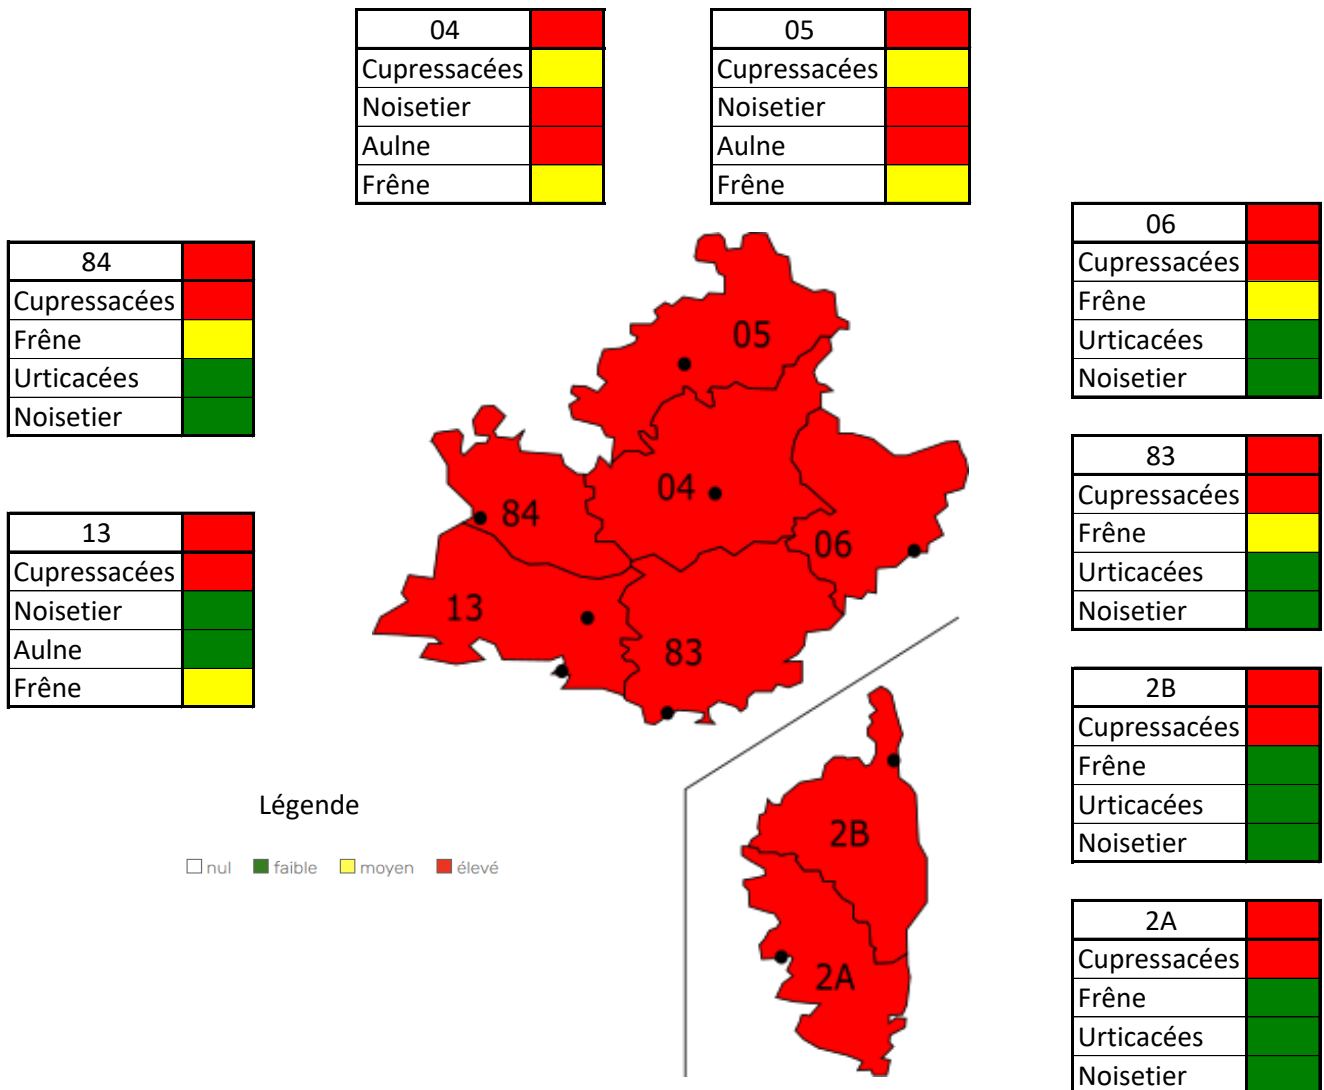 04
Cupressacées
Noisetier
Aulne
Frêne
05
Cupressacées
Noisetier
Aulne
Frêne
84
Cupressacées
Frêne
Urticacées
Noisetier
13
Cupressacées
Noisetier
Aulne
Frêne
05
04
84
06
13
83
2B
2A
06
Cupressacées
Frêne
Urticacées
Noisetier
83
Cupressacées
Frêne
Urticacées
Noisetier
2B
Cupressacées
Frêne
Urticacées
Noisetier
2A
Cupressacées
Frêne
Urticacées
Noisetier
Légende
nul faible moyen élevé